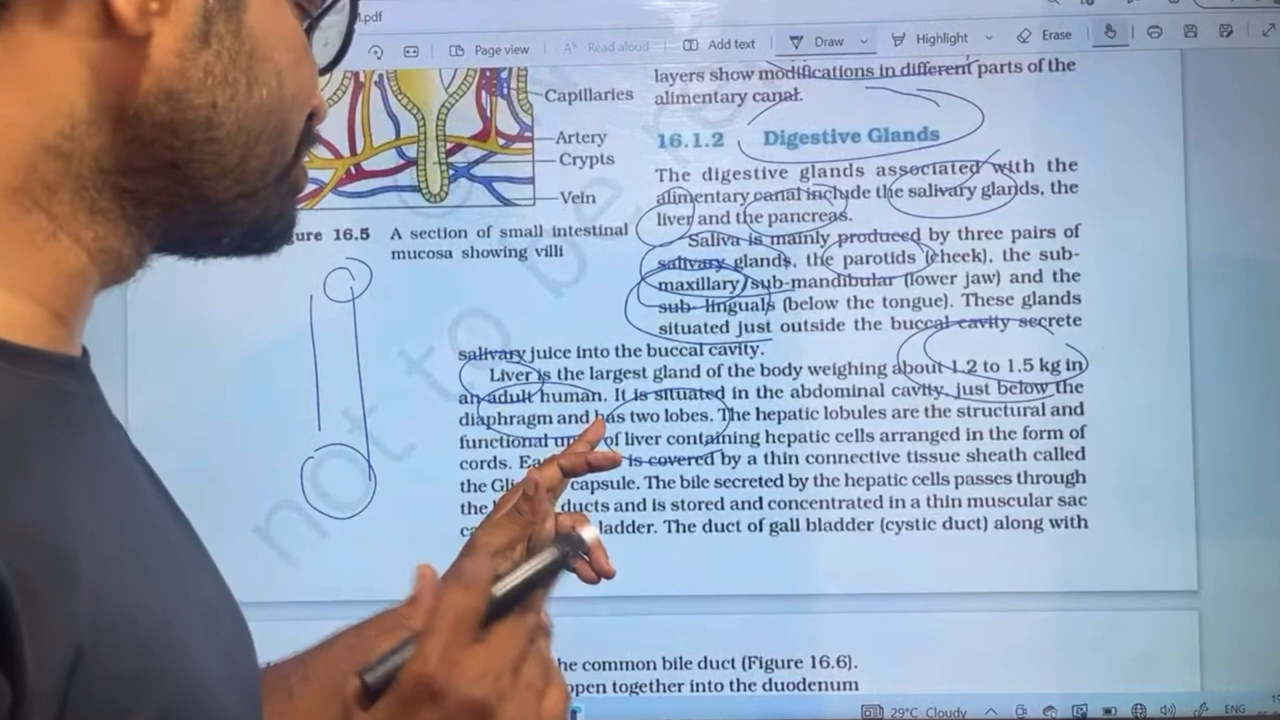 .pdf
Page view
Read aloud
Add text
Draw
Highlight
Erase
layers show modifications in different parts of the
alimentary canal.
Capillaries
Artery
Crypts
Vein
ure 16.5 A section of small intestinal
mucosa showing villi
16.1.2 Digestive Glands
The digestive glands associated with the
alimentary canal include the salivary glands, the
liver and the pancreas.
Saliva is mainly produced by three pairs of
salivary glands, the parotids (cheek), the sub-
maxillary/sub-mandibular (lower jaw) and the
sub- linguals (below the tongue). These glands
situated just outside the buccal cavity secrete
salivary juice into the buccal cavity.
Liver is the largest gland of the body weighing about 1.2 to 1.5 kg in
an adult human. It is situated in the abdominal cavity, just below the
diaphragm and has two lobes. The hepatic lobules are the structural and
functional of liver containing hepatic cells arranged in the form of
cords. is covered by a thin connective tissue sheath called
the capsule. The bile secreted by the hepatic cells passes through
the ducts and is stored and concentrated in a thin muscular sac
ladder. The duct of gall bladder (cystic duct) along with
he common bile duct (Figure 16.6).
open together into the duodenum
not to be re
29°C Cloudy
ENG